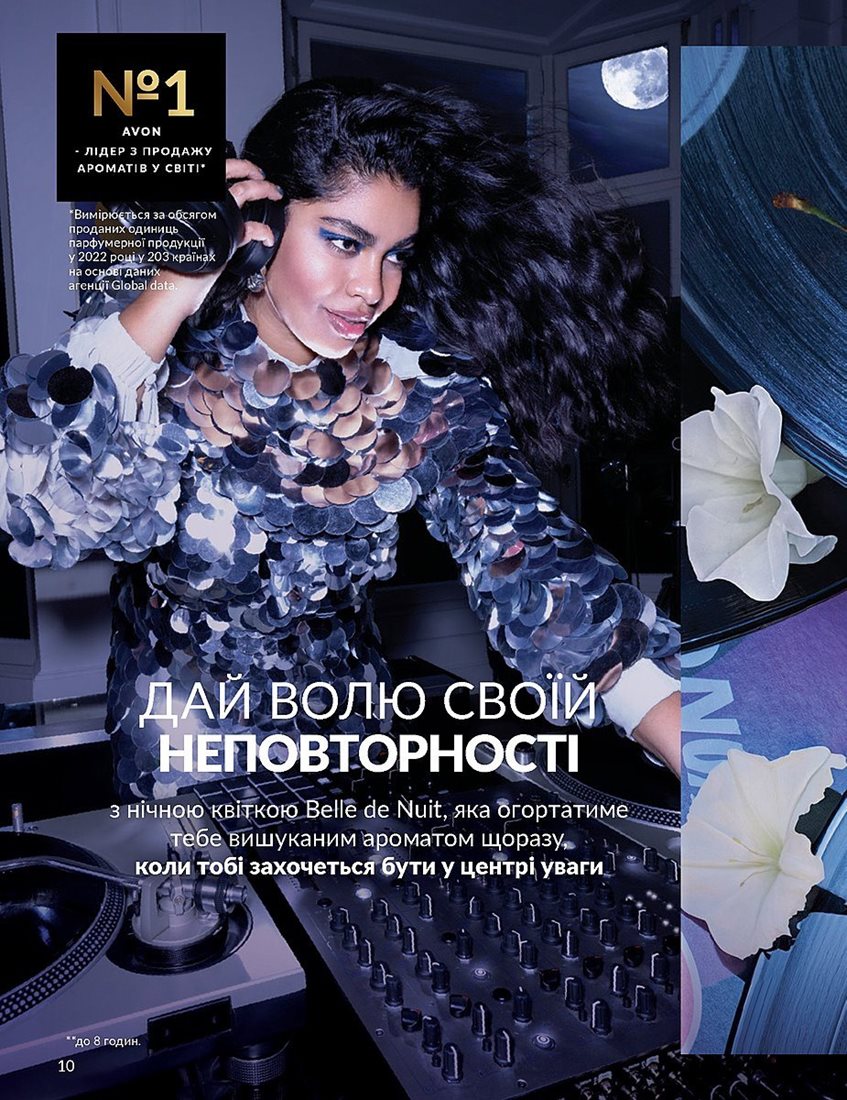 №1
AVON
- ЛІДЕР З ПРОДАЖУ
АРОМАТІВ У СВІТІ*
*Вимірюється за обсягом
проданих одиниць
парфумерної продукції
у 2022 році у 203 країнах
на основі даних
агенції Global data.
ДАЙ ВОЛЮ СВОЇЙ
НЕПОВТОРНОСТІ
з нічною квіткою Belle de Nuit, яка огортатиме
тебе вишуканим ароматом щоразу,
коли тобі захочеться бути у центрі уваги
**до 8 годин.
10